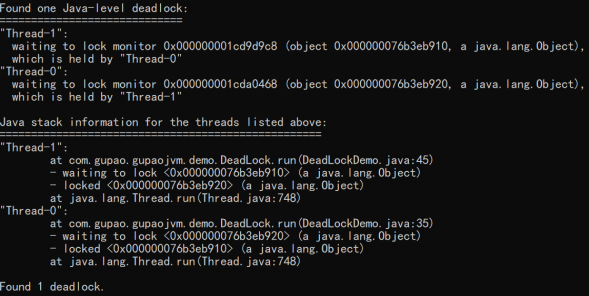 Found one Java-level deadlock:
=============================
"Thread-1":
  waiting to lock monitor 0x000000001cd9d9c8 (object 0x000000076b3eb910, a java.lang.Object),
  which is held by "Thread-0"
"Thread-0":
  waiting to lock monitor 0x000000001cda0468 (object 0x000000076b3eb920, a java.lang.Object),
  which is held by "Thread-1"

Java stack information for the threads listed above:
===================================================
"Thread-1":
        at com.gupao.gupaojvm.demo.DeadLock.run(DeadLockDemo.java:45)
        - waiting to lock <0x000000076b3eb910> (a java.lang.Object)
        - locked <0x000000076b3eb920> (a java.lang.Object)
        at java.lang.Thread.run(Thread.java:748)
"Thread-0":
        at com.gupao.gupaojvm.demo.DeadLock.run(DeadLockDemo.java:35)
        - waiting to lock <0x000000076b3eb920> (a java.lang.Object)
        - locked <0x000000076b3eb910> (a java.lang.Object)
        at java.lang.Thread.run(Thread.java:748)

Found 1 deadlock.